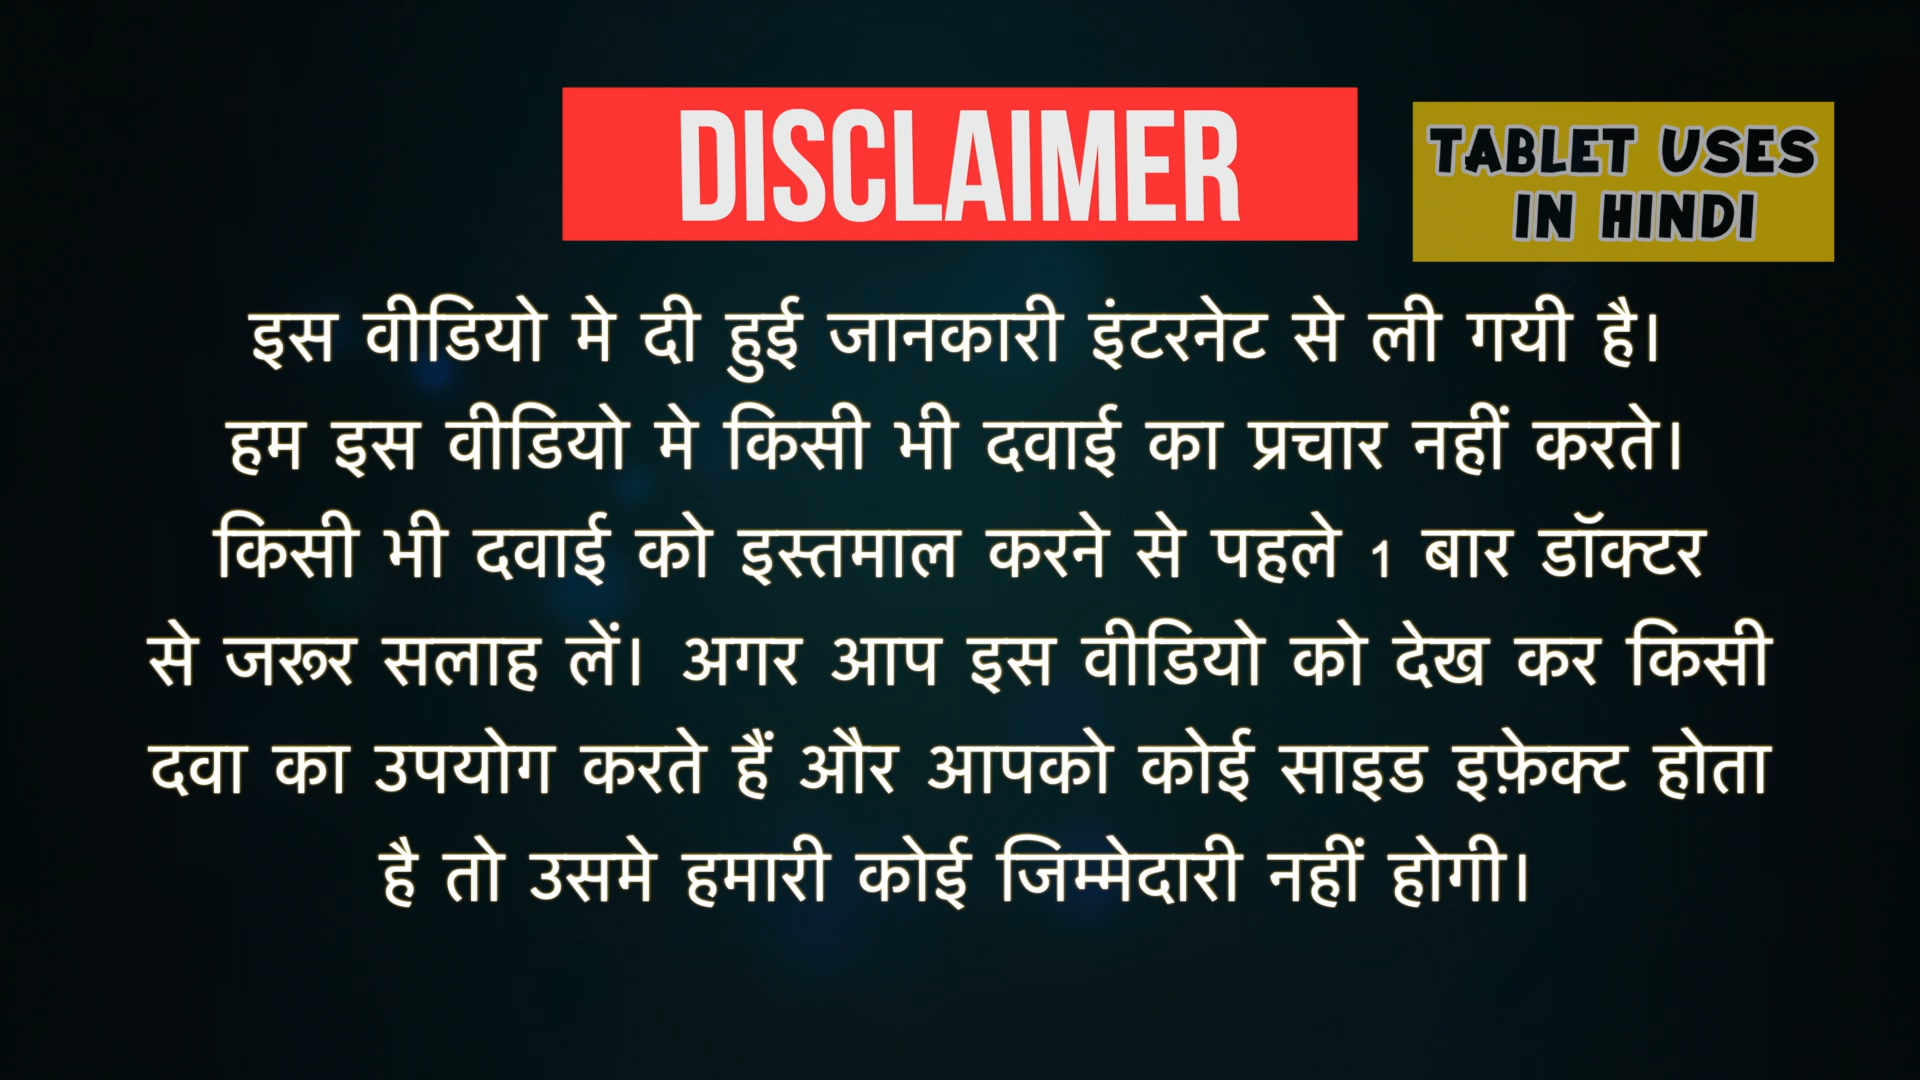 DISCLAIMER
TABLET USES
IN HINDI
इस वीडियो मे दी हुई जानकारी इंटरनेट से ली गयी है।
हम इस वीडियो मे किसी भी दवाई का प्रचार नहीं करते।
किसी भी दवाई को इस्तमाल करने से पहले 1 बार डॉक्टर
से जरूर सलाह लें। अगर आप इस वीडियो को देख कर किसी
दवा का उपयोग करते हैं और आपको कोई साइड इफ़ेक्ट होता
है तो उसमे हमारी कोई जिम्मेदारी नहीं होगी।